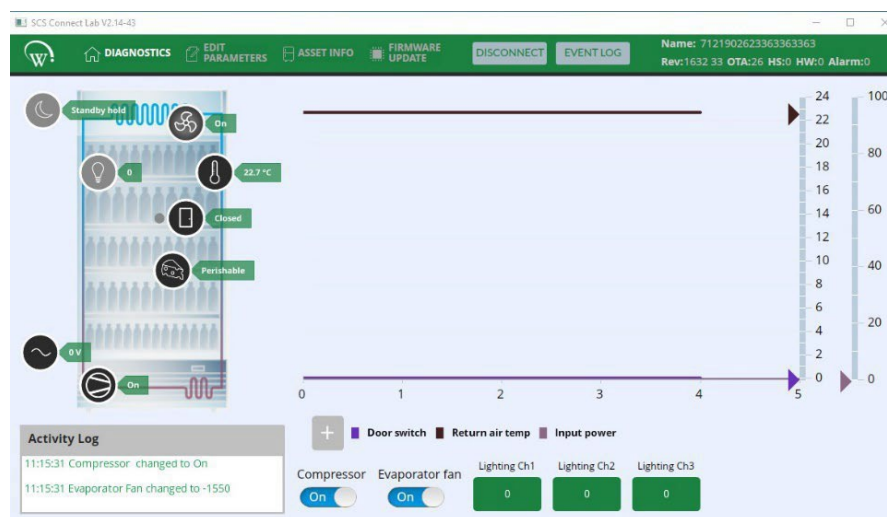 SCS Connect Lab V2.14-43
W
DIAGNOSTICS
EDIT
PARAMETERS
ASSET INFO
FIRMWARE
UPDATE
DISCONNECT
EVENT LOG
Name: 7121902623363363363
Rev:1632 33 OTA:26 HS:0 HW:0 Alarm:0
Standby hold
On
0
22.7 °C
Closed
Perishable
0 V
On
24
22
20
18
16
14
12
10
8
6
4
2
0
100
80
60
40
20
0
0 1 2 3 4 5
+
Door switch Return air temp Input power
Activity Log
11:15:31 Compressor changed to On
11:15:31 Evaporator Fan changed to -1550
Compressor
On
Evaporator fan
On
Lighting Ch1
0
Lighting Ch2
0
Lighting Ch3
0